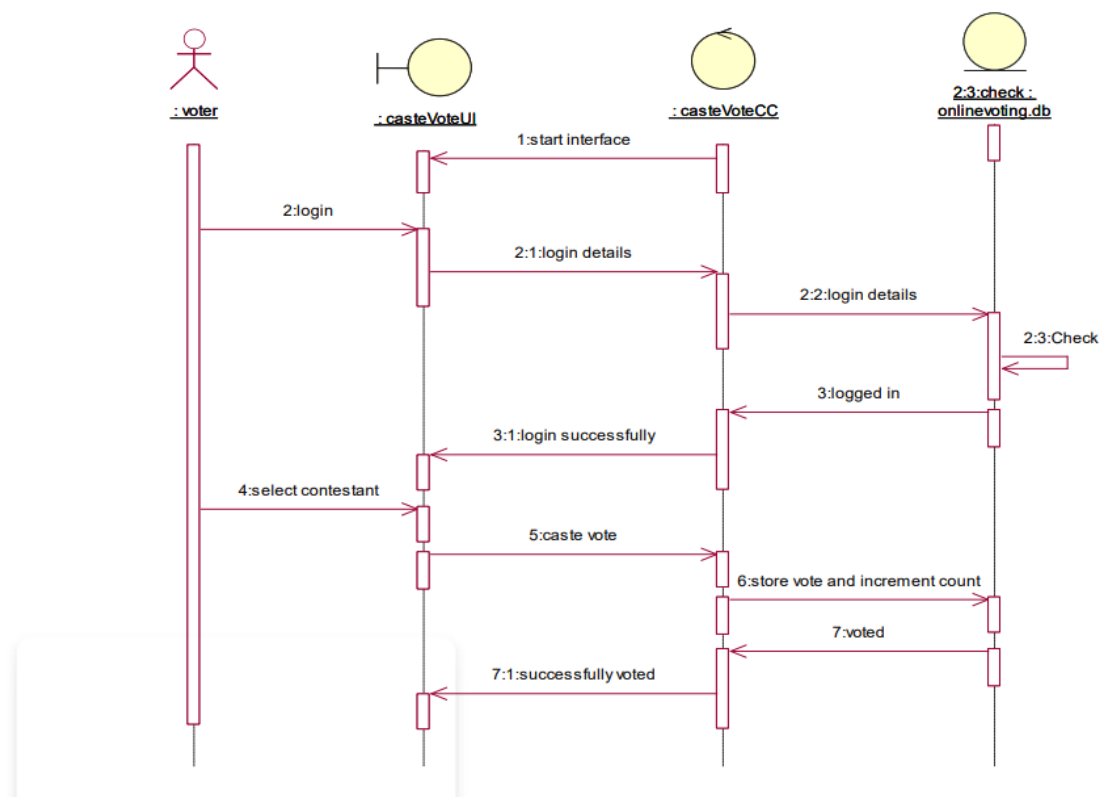 : voter
: casteVoteUI
: casteVoteCC
2:3:check :
onlinevoting.db
1:start interface
2:login
2:1:login details
2:2:login details
2:3:Check
3:logged in
3:1:login successfully
4:select contestant
5:caste vote
6:store vote and increment count
7:voted
7:1:successfully voted